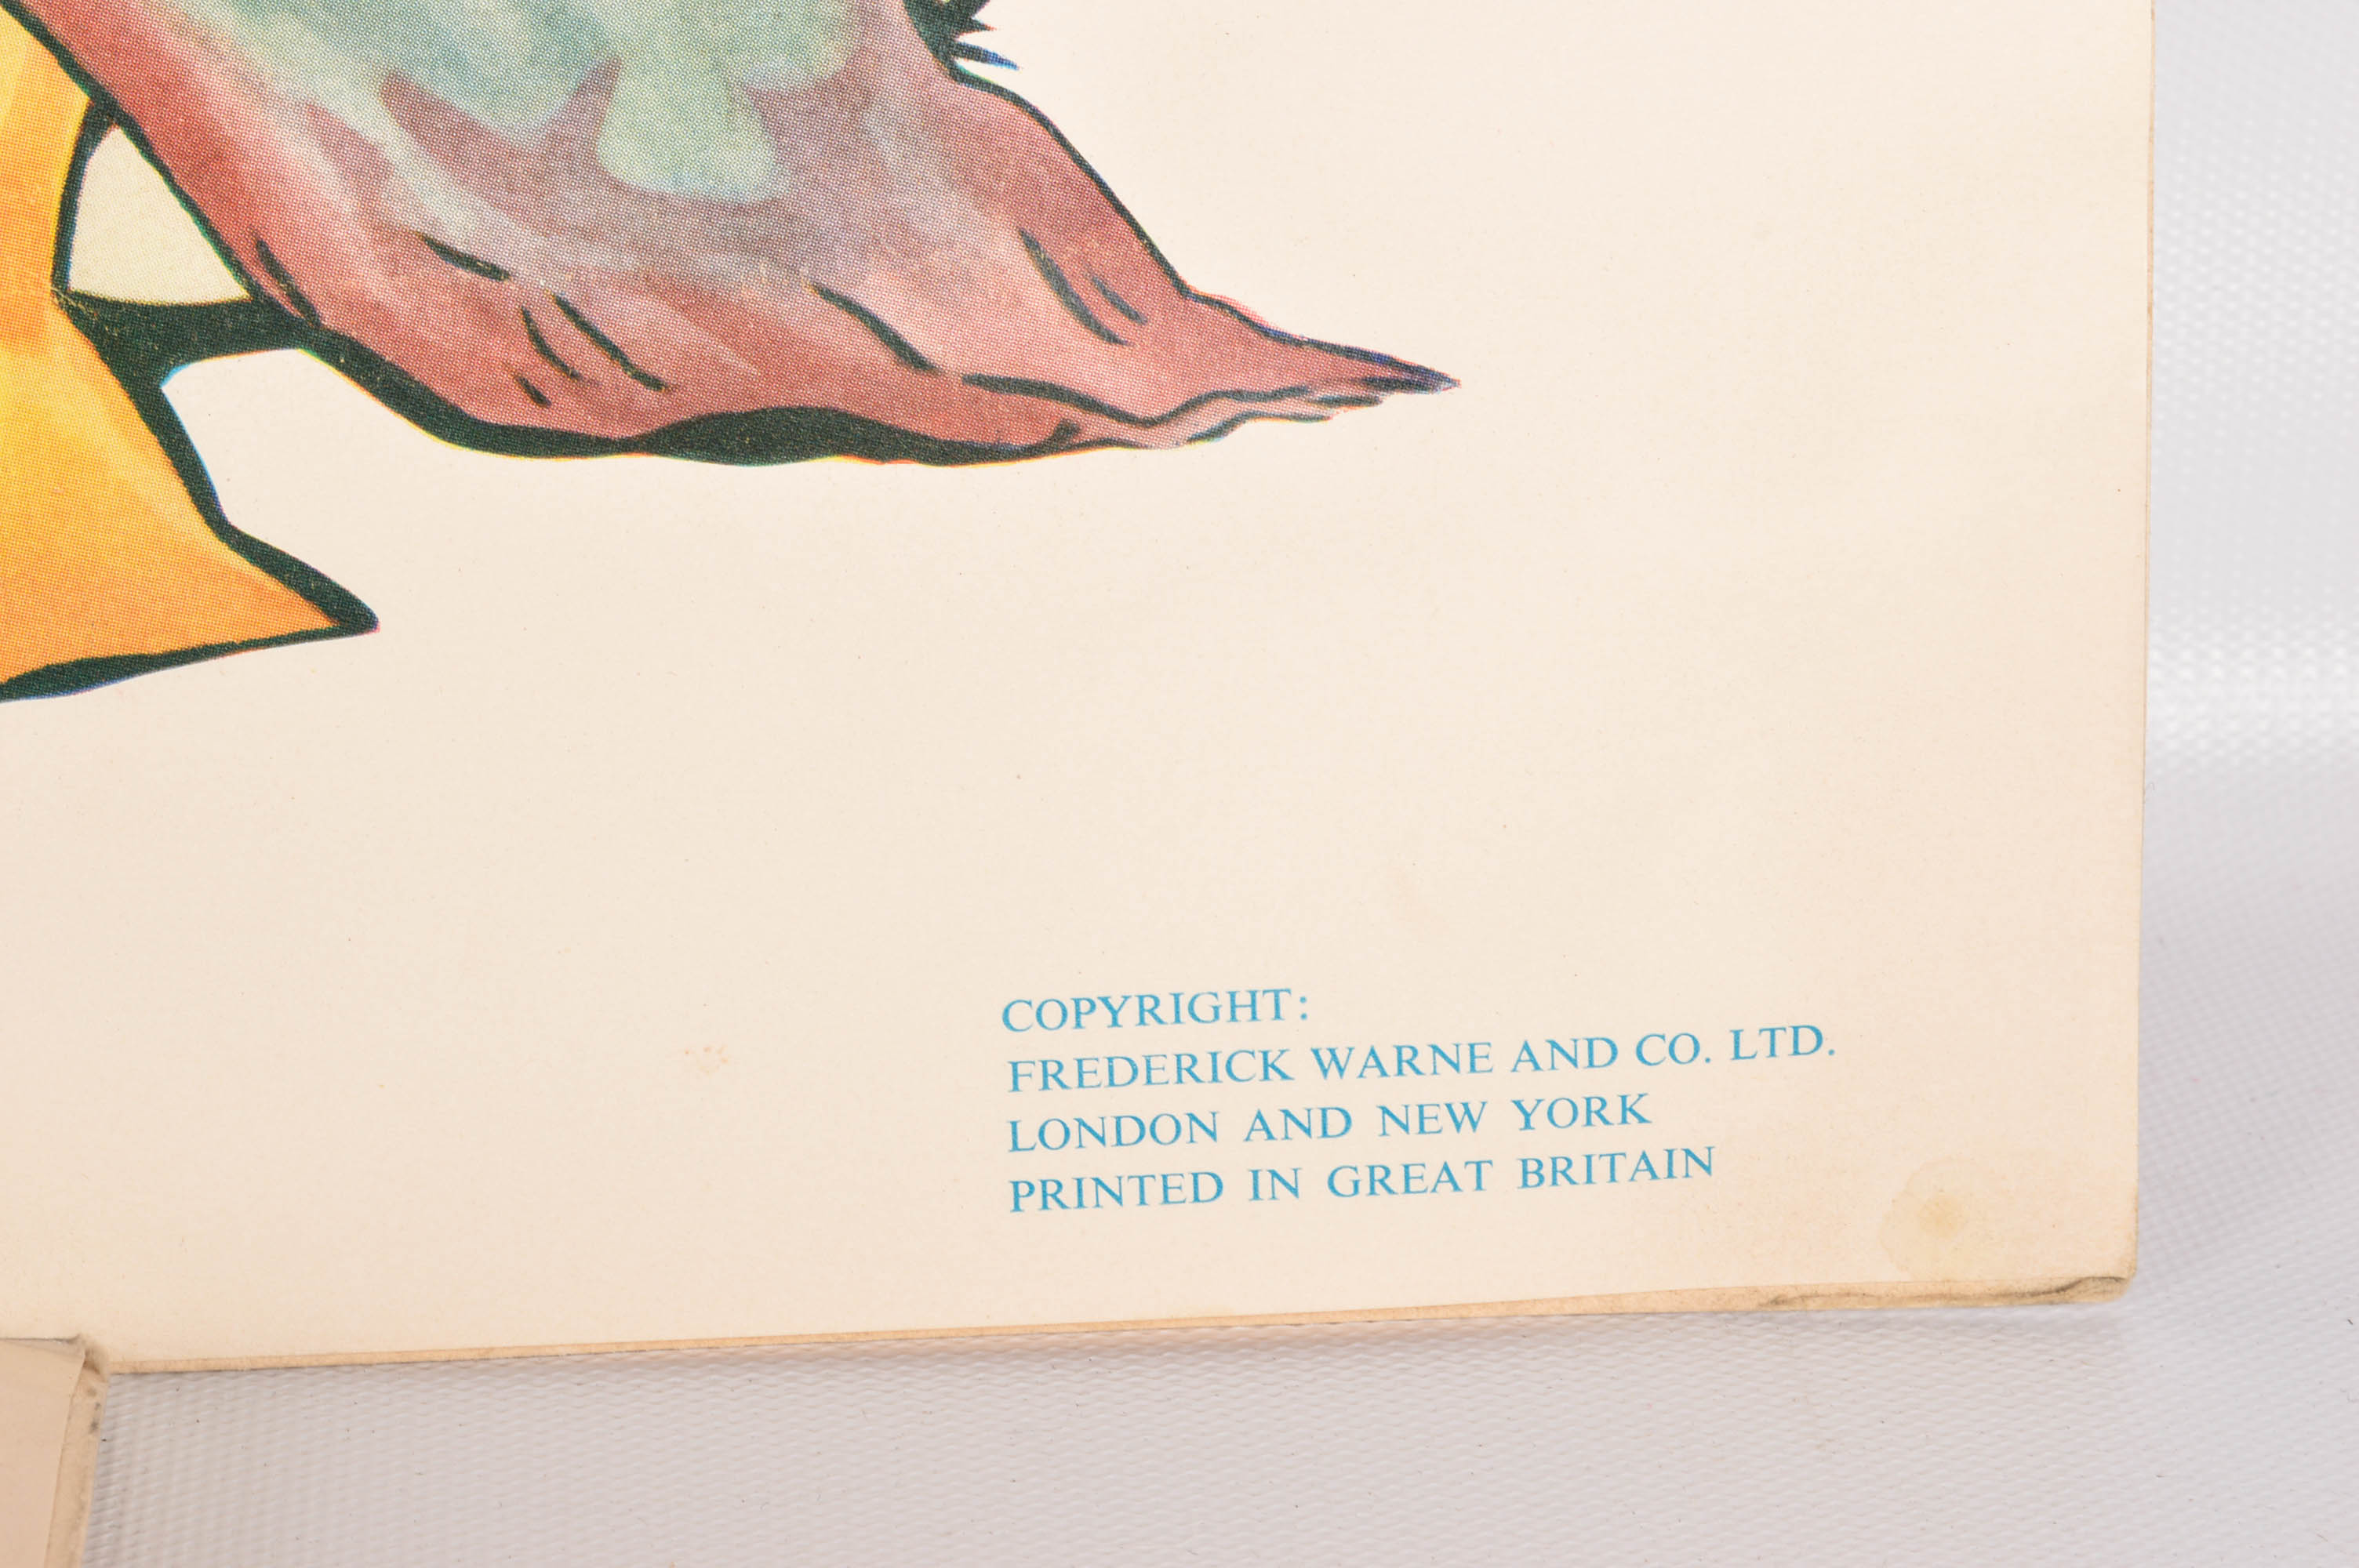 COPYRIGHT:
FREDERICK WARNE AND CO. LTD.
LONDON AND NEW YORK
PRINTED IN GREAT BRITAIN